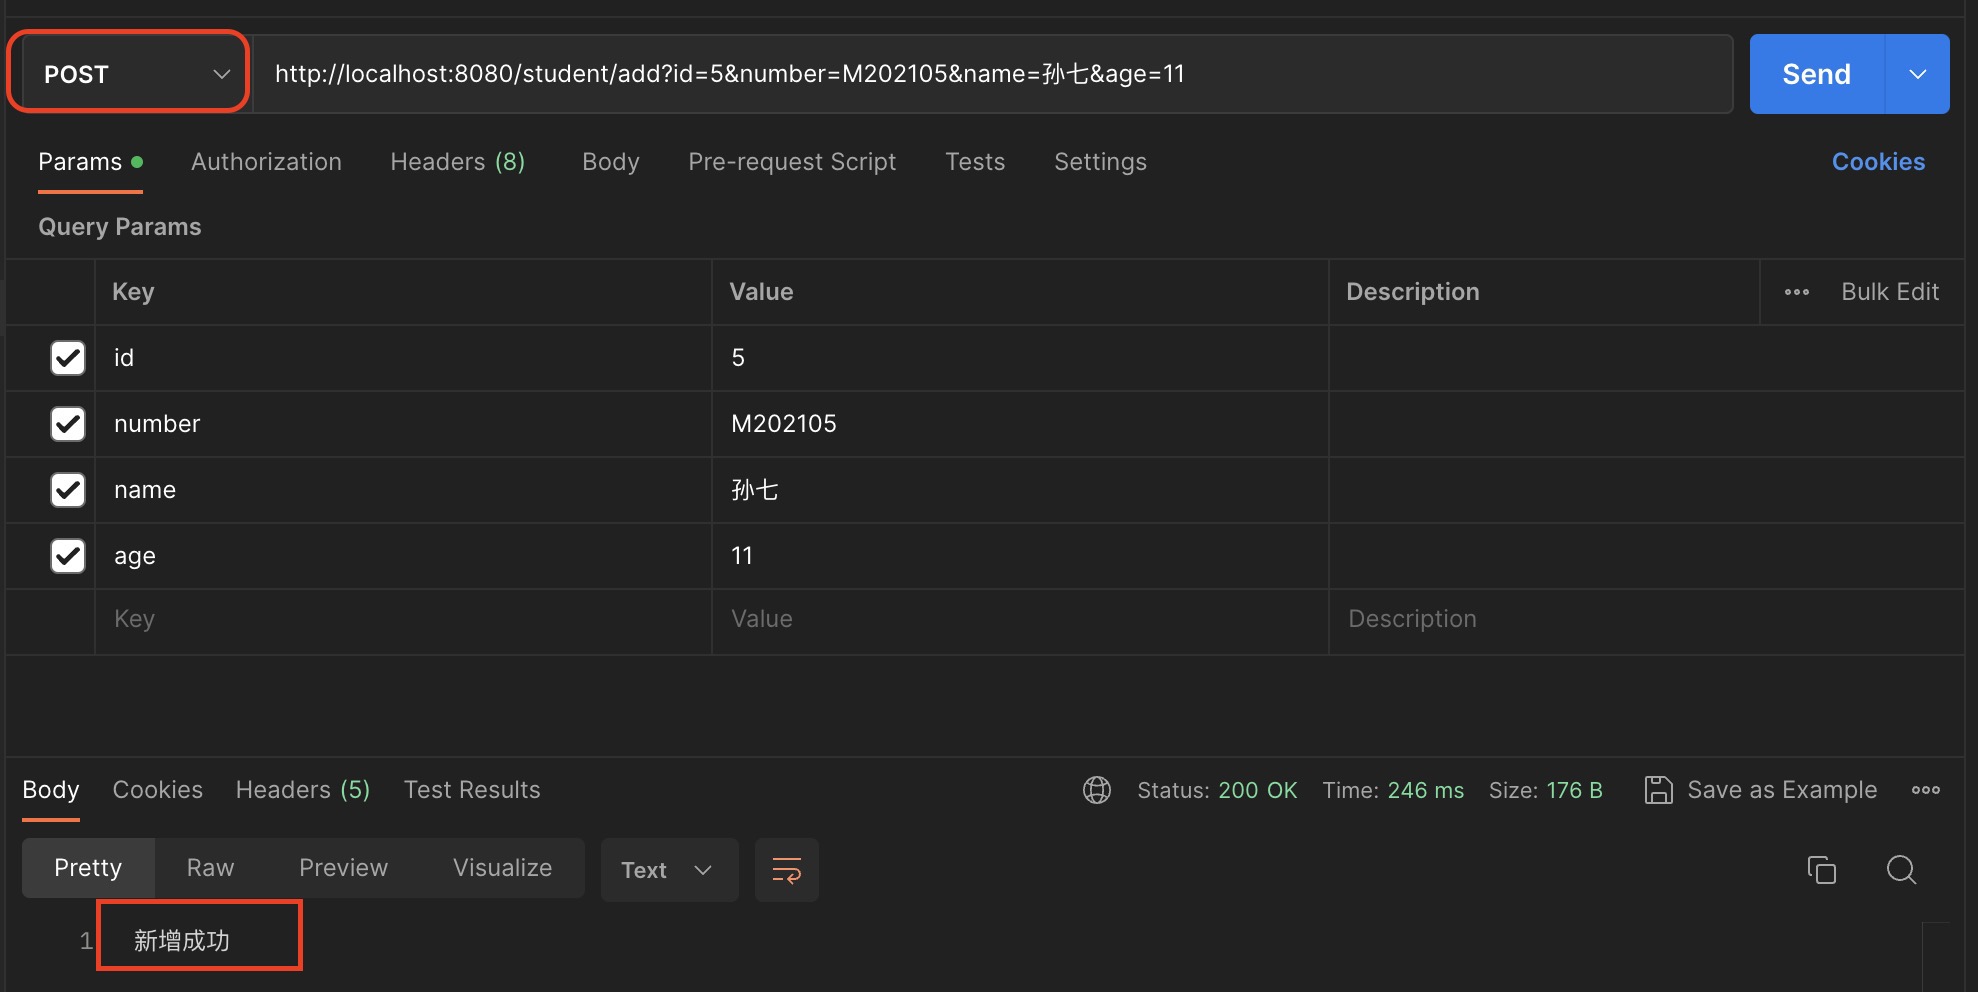 POST http://localhost:8080/student/add?id=5&number=M202105&name=孙七&age=11 Send
Params Authorization Headers (8) Body Pre-request Script Tests Settings Cookies
Query Params
Key Value Description Bulk Edit
id 5
number M202105
name 孙七
age 11
Key Value Description
Body Cookies Headers (5) Test Results Status: 200 OK Time: 246 ms Size: 176 B Save as Example
Pretty Raw Preview Visualize Text
1 新增成功